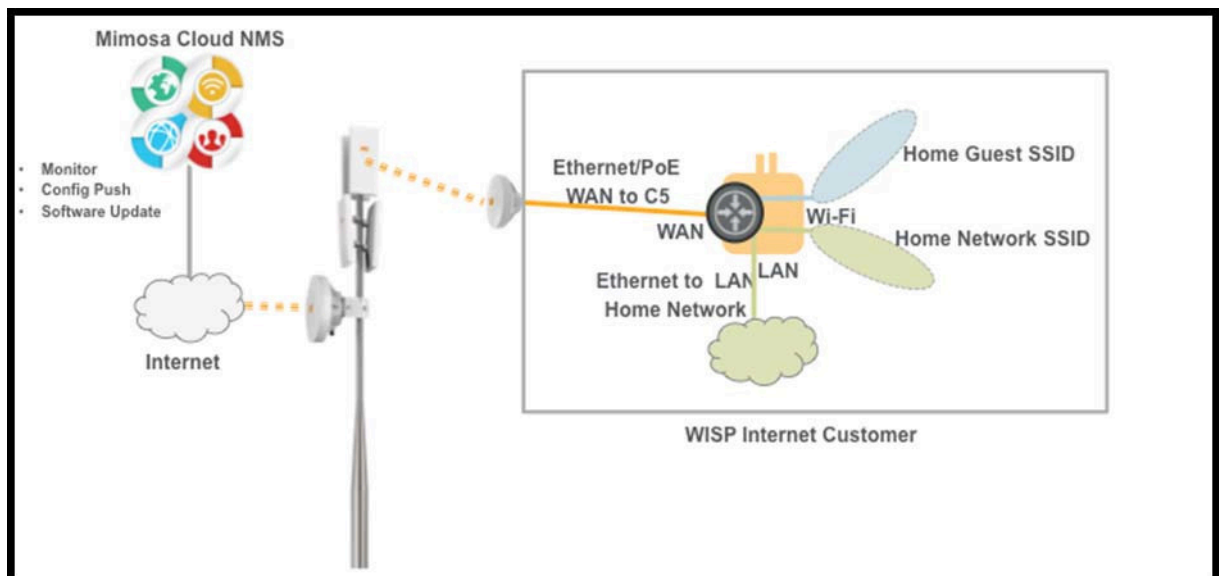 Mimosa Cloud NMS
• Monitor
• Config Push
• Software Update
Internet
Ethernet/PoE
WAN to C5
WAN
Wi-Fi
Home Guest SSID
Home Network SSID
LAN
Ethernet to LAN
Home Network
WISP Internet Customer